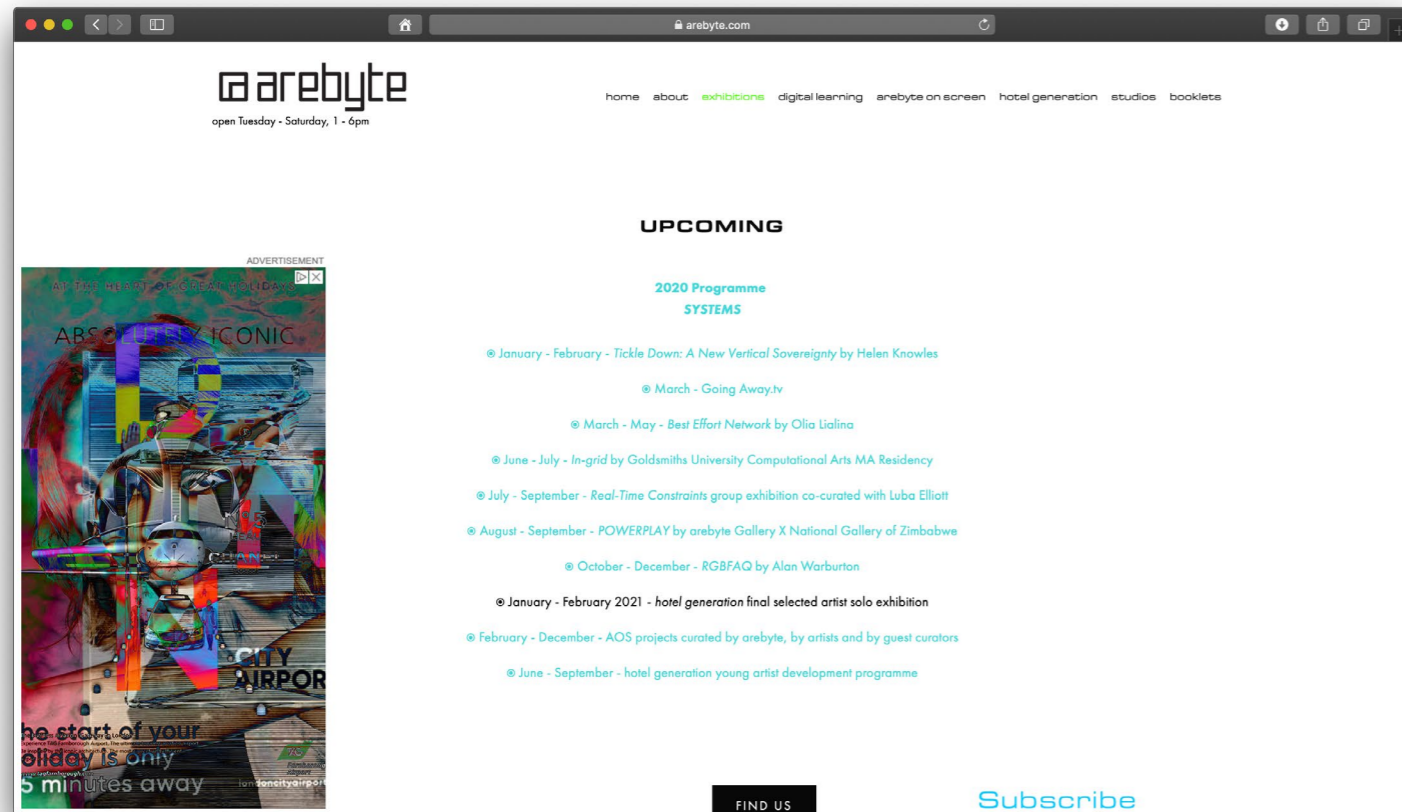 arebyte.com
arebyte
open Tuesday - Saturday, 1 - 6pm
home about exhibitions digital learning arebyte on screen hotel generation studios booklets
UPCOMING
ADVERTISEMENT
AT THE HEART OF GREAT HOLIDAYS
ABSOLUTELY ICONIC
CITY
AIRPOR
he start of your
oliday is only
5 minutes away
londoncityairport
2020 Programme
SYSTEMS
⍟ January - February - Tickle Down: A New Vertical Sovereignty by Helen Knowles
⍟ March - Going Away.tv
⍟ March - May - Best Effort Network by Olia Lialina
⍟ June - July - In-grid by Goldsmiths University Computational Arts MA Residency
⍟ July - September - Real-Time Constraints group exhibition co-curated with Luba Elliott
⍟ August - September - POWERPLAY by arebyte Gallery X National Gallery of Zimbabwe
⍟ October - December - RGBFAQ by Alan Warburton
⍟ January - February 2021 - hotel generation final selected artist solo exhibition
⍟ February - December - AOS projects curated by arebyte, by artists and by guest curators
⍟ June - September - hotel generation young artist development programme
FIND US
Subscribe